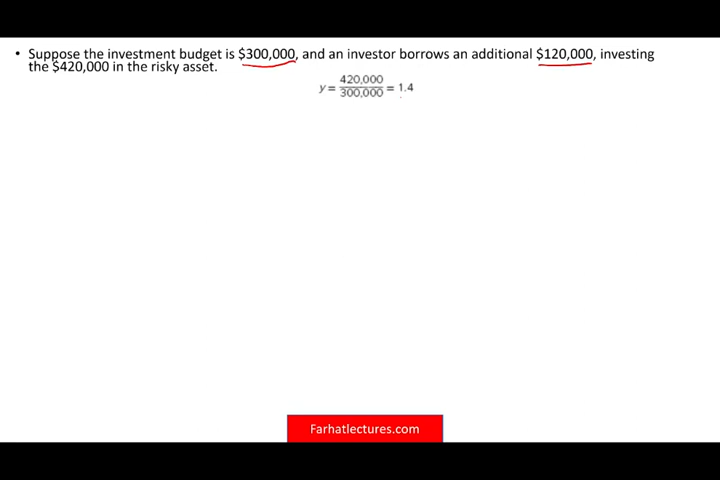 • Suppose the investment budget is $300,000, and an investor borrows an additional $120,000, investing
the $420,000 in the risky asset.
y = 420,000 / 300,000 = 1.4
Farhatlectures.com